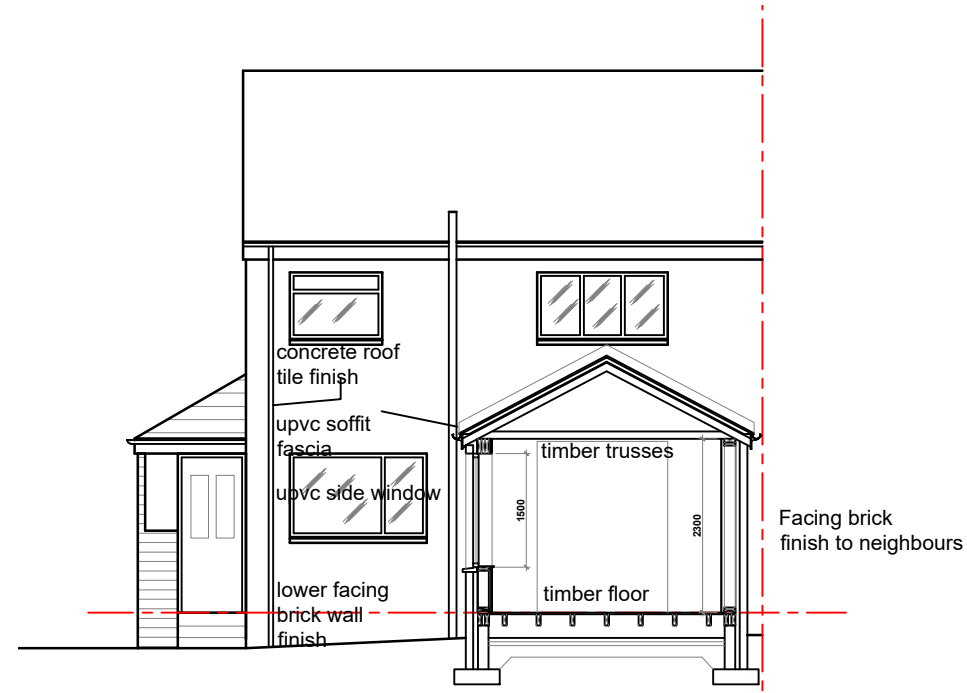 concrete roof
tile finish
upvc soffit
fascia
timber trusses
upvc side window
1500
2300
Facing brick
finish to neighbours
lower facing
brick wall
finish
timber floor